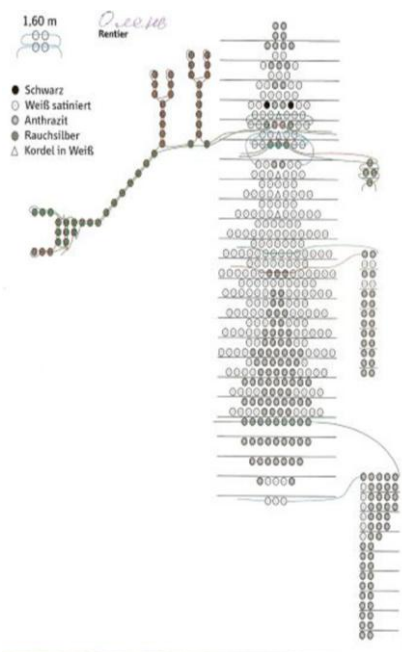 1,60 m
Олень
Rentier
Schwarz
Weiß satiniert
Anthrazit
Rauchsilber
Kordel in Weiß